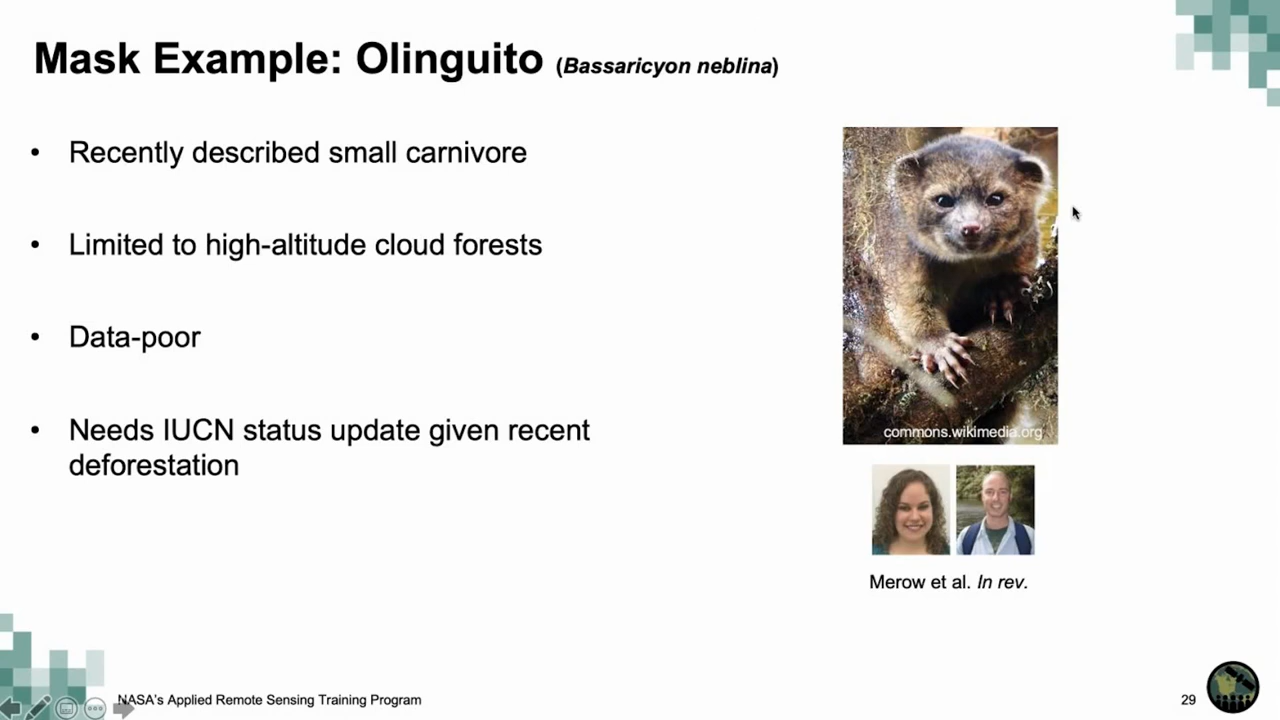 Mask Example: Olinguito (Bassaricyon neblina)
• Recently described small carnivore
• Limited to high-altitude cloud forests
• Data-poor
• Needs IUCN status update given recent
deforestation
commons.wikimedia.org
Merow et al. In rev.
NASA's Applied Remote Sensing Training Program
29